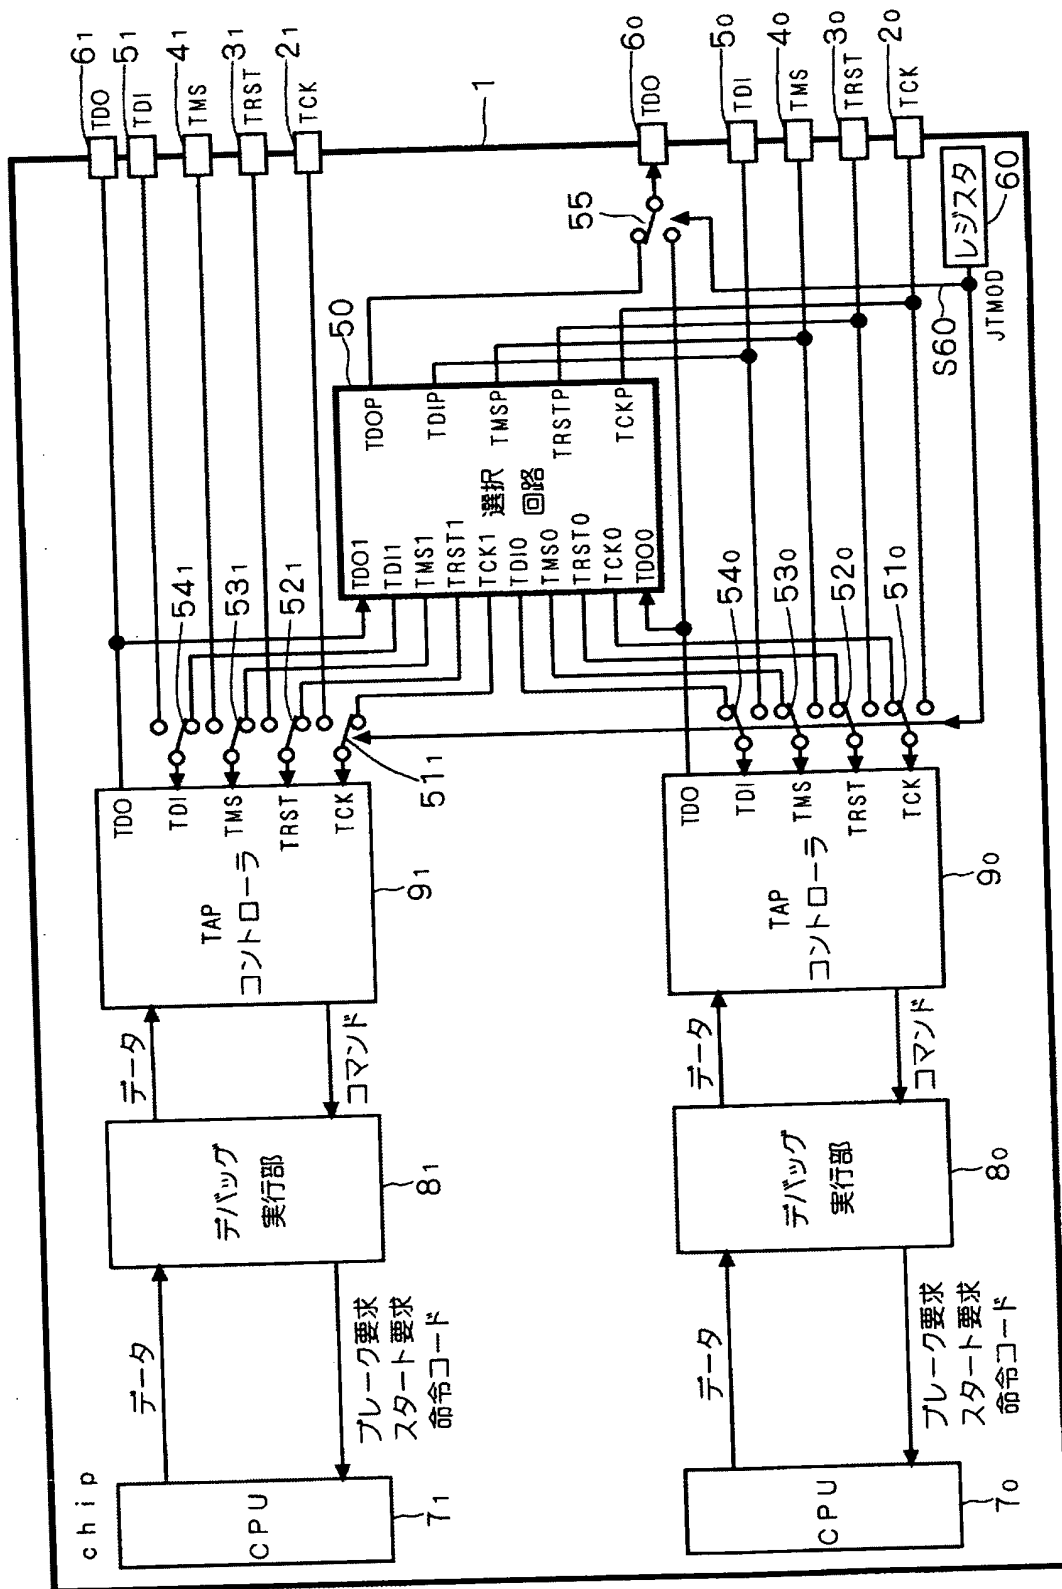 chip
CPU
7₁
データ
ブレーク要求
スタート要求
命令コード
デバッグ
実行部
8₁
データ
コマンド
TAP
コントローラ
9₁
TDO
TDI
TMS
TRST
TCK
54₁
53₁
52₁
51₁
TDO 6₁
TDI 5₁
TMS 4₁
TRST 3₁
TCK 2₁
1
50
TDO1
TDI1
TMS1
TRST1
TCK1
TDI0
TMS0
TRST0
TCK0
TDO0
選択
回路
TDOP
TDIP
TMSP
TRSTP
TCKP
55
CPU
7₀
データ
ブレーク要求
スタート要求
命令コード
デバッグ
実行部
8₀
データ
コマンド
TAP
コントローラ
9₀
TDO
TDI
TMS
TRST
TCK
54₀
53₀
52₀
51₀
TDO 6₀
TDI 5₀
TMS 4₀
TRST 3₀
TCK 2₀
S60
JTMOD
レジスタ
60